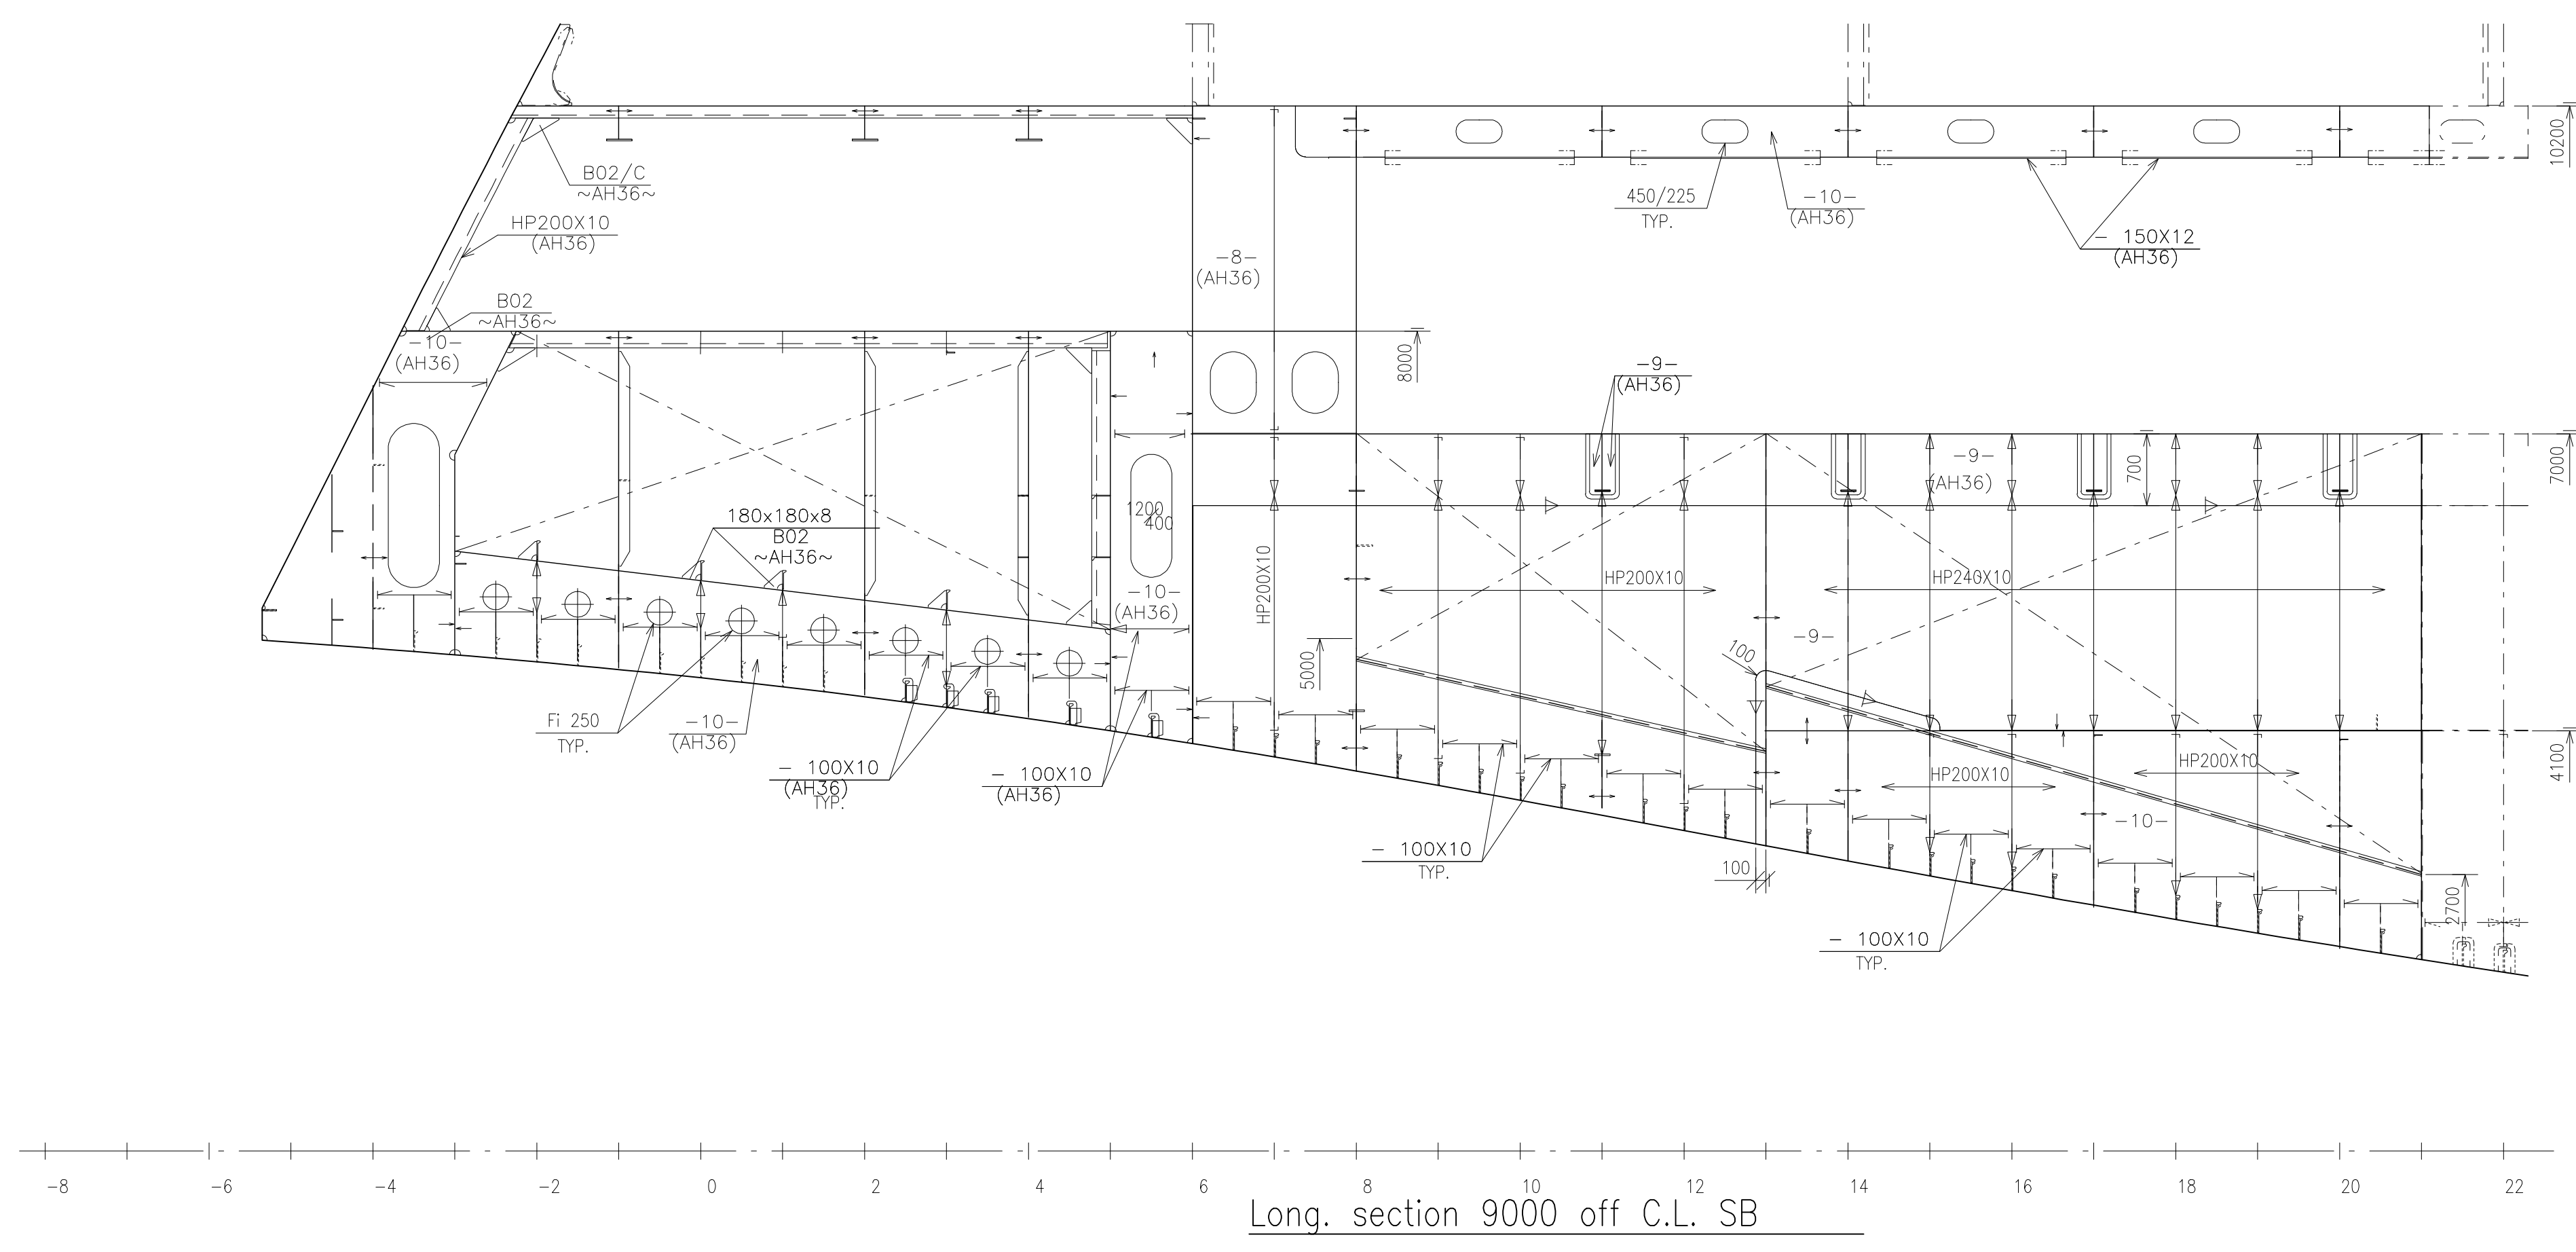 10200
B02/C
~AH36~
450/225
TYP.
-10-
(AH36)
HP200X10
(AH36)
- 150X12
(AH36)
-8-
(AH36)
B02
~AH36~
-10-
(AH36)
8000
-9-
(AH36)
-9-
(AH36)
700
7000
1200
400
180x180x8
B02
~AH36~
HP200X10
HP200X10
HP240X10
-10-
(AH36)
-9-
100
5000
Fi 250
TYP.
-10-
(AH36)
- 100X10
(AH36)
TYP.
- 100X10
(AH36)
HP200X10
HP200X10
4100
-10-
- 100X10
TYP.
100
2700
- 100X10
TYP.
-8 -6 -4 -2 0 2 4 6 8 10 12 14 16 18 20 22
Long. section 9000 off C.L. SB